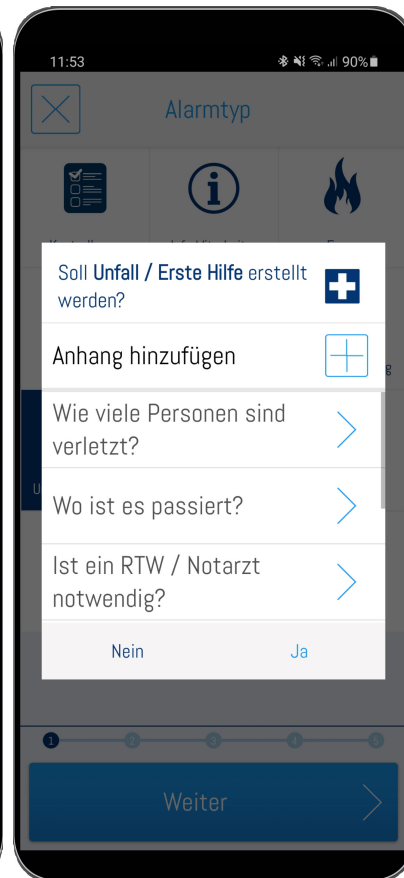 11:53
90%
Alarmtyp
Soll Unfall / Erste Hilfe erstellt
werden?
Anhang hinzufügen
Wie viele Personen sind
verletzt?
Wo ist es passiert?
Ist ein RTW / Notarzt
notwendig?
Nein
Ja
1 2 3 4 5
Weiter